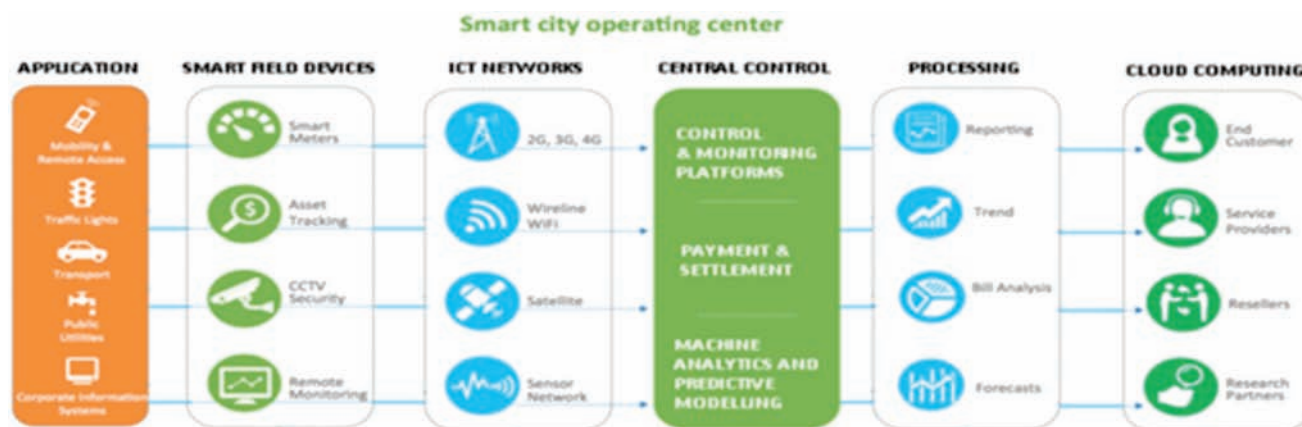 Smart city operating center
APPLICATION
Mobility &
Remote Access
Traffic Lights
Transport
Public
Utilities
Corporate Information
Systems
SMART FIELD DEVICES
Smart
Meters
Asset
Tracking
CCTV
Security
Remote
Monitoring
ICT NETWORKS
2G, 3G, 4G
Wireline
WiFi
Satellite
Sensor
Network
CENTRAL CONTROL
CONTROL
& MONITORING
PLATFORMS
PAYMENT &
SETTLEMENT
MACHINE
ANALYTICS AND
PREDICTIVE
MODELLING
PROCESSING
Reporting
Trend
Bill Analysis
Forecasts
CLOUD COMPUTING
End
Customer
Service
Providers
Resellers
Research
Partners